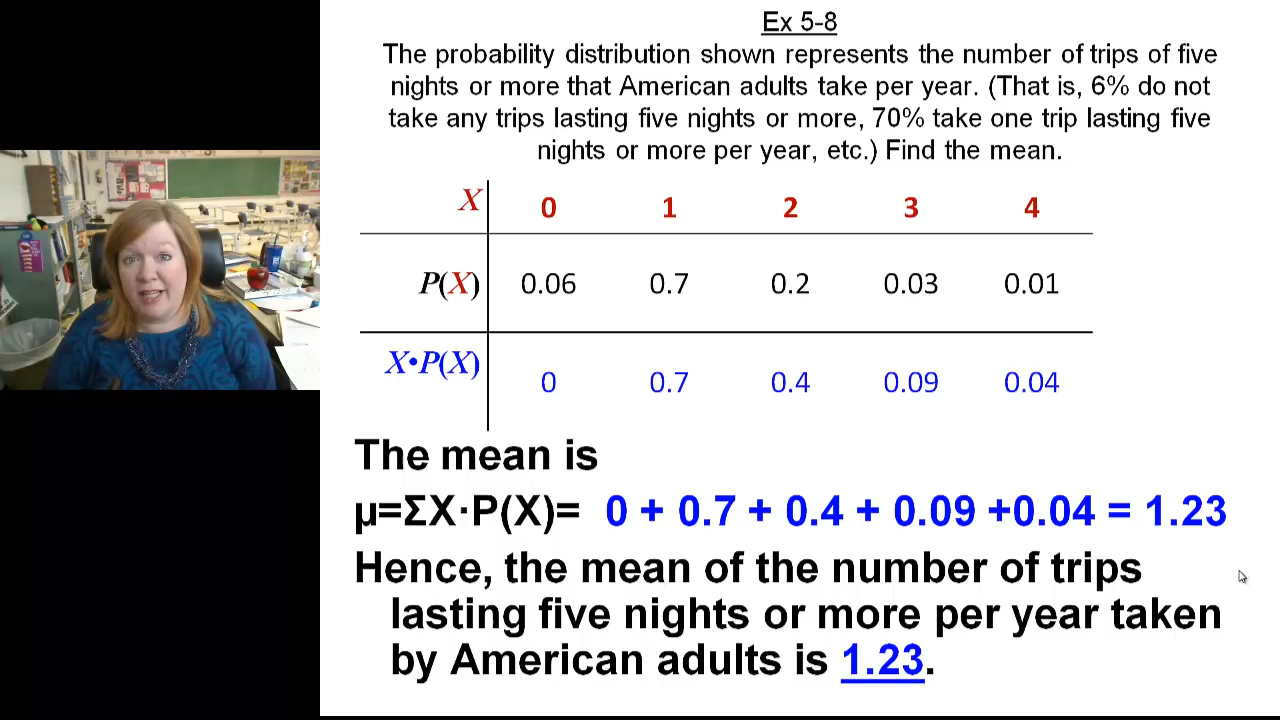 Ex 5-8
The probability distribution shown represents the number of trips of five
nights or more that American adults take per year. (That is, 6% do not
take any trips lasting five nights or more, 70% take one trip lasting five
nights or more per year, etc.) Find the mean.
X 0 1 2 3 4
P(X) 0.06 0.7 0.2 0.03 0.01
X•P(X) 0 0.7 0.4 0.09 0.04
The mean is
μ=ΣX·P(X)= 0 + 0.7 + 0.4 + 0.09 +0.04 = 1.23
Hence, the mean of the number of trips
lasting five nights or more per year taken
by American adults is 1.23.